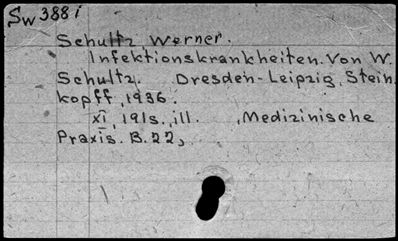 Sw 388 i
Schultz Werner.
Infektionskrankheiten. Von W.
Schultz. Dresden-Leipzig, Stein
kopff, 1936.
XI, 191s, ill. , Medizinische
Praxis. B. 22,